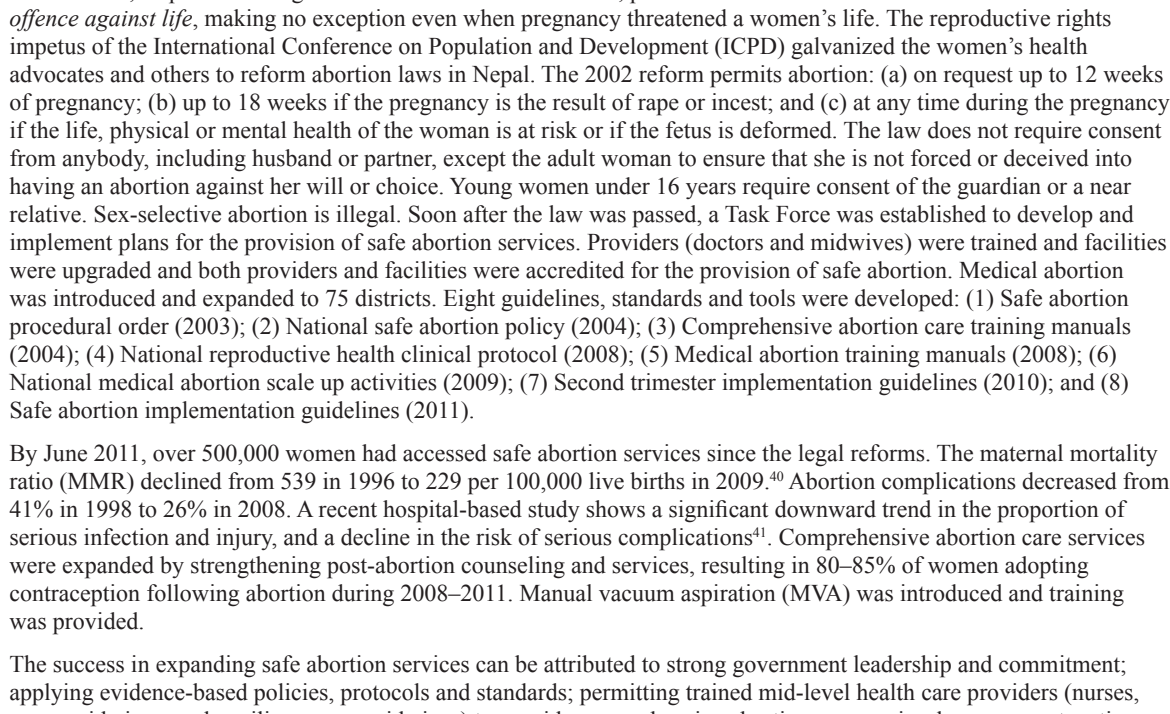 offence against life, making no exception even when pregnancy threatened a women's life. The reproductive rights
impetus of the International Conference on Population and Development (ICPD) galvanized the women's health
advocates and others to reform abortion laws in Nepal. The 2002 reform permits abortion: (a) on request up to 12 weeks
of pregnancy; (b) up to 18 weeks if the pregnancy is the result of rape or incest; and (c) at any time during the pregnancy
if the life, physical or mental health of the woman is at risk or if the fetus is deformed. The law does not require consent
from anybody, including husband or partner, except the adult woman to ensure that she is not forced or deceived into
having an abortion against her will or choice. Young women under 16 years require consent of the guardian or a near
relative. Sex-selective abortion is illegal. Soon after the law was passed, a Task Force was established to develop and
implement plans for the provision of safe abortion services. Providers (doctors and midwives) were trained and facilities
were upgraded and both providers and facilities were accredited for the provision of safe abortion. Medical abortion
was introduced and expanded to 75 districts. Eight guidelines, standards and tools were developed: (1) Safe abortion
procedural order (2003); (2) National safe abortion policy (2004); (3) Comprehensive abortion care training manuals
(2004); (4) National reproductive health clinical protocol (2008); (5) Medical abortion training manuals (2008); (6)
National medical abortion scale up activities (2009); (7) Second trimester implementation guidelines (2010); and (8)
Safe abortion implementation guidelines (2011).
By June 2011, over 500,000 women had accessed safe abortion services since the legal reforms. The maternal mortality
ratio (MMR) declined from 539 in 1996 to 229 per 100,000 live births in 2009.⁴⁰ Abortion complications decreased from
41% in 1998 to 26% in 2008. A recent hospital-based study shows a significant downward trend in the proportion of
serious infection and injury, and a decline in the risk of serious complications⁴¹. Comprehensive abortion care services
were expanded by strengthening post-abortion counseling and services, resulting in 80–85% of women adopting
contraception following abortion during 2008–2011. Manual vacuum aspiration (MVA) was introduced and training
was provided.
The success in expanding safe abortion services can be attributed to strong government leadership and commitment;
applying evidence-based policies, protocols and standards; permitting trained mid-level health care providers (nurses,